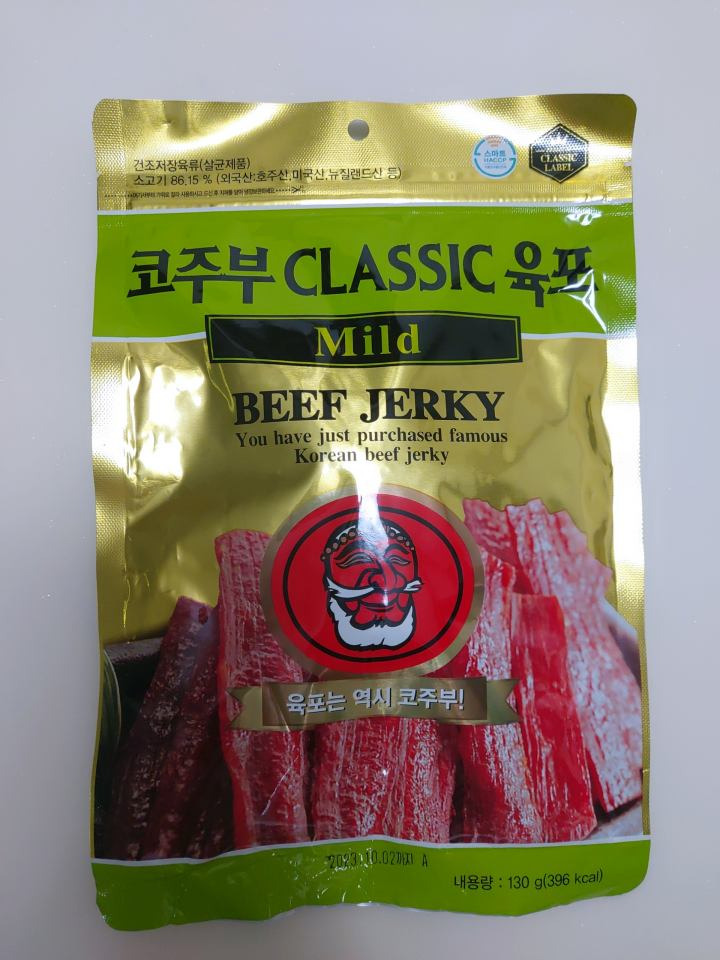 건조저장육류(살균제품)
소고기 86.15 % (외국산:호주산,미국산,뉴질랜드산 등)
스마트
HACCP
CLASSIC
LABEL
코주부 CLASSIC 육포
Mild
BEEF JERKY
You have just purchased famous
Korean beef jerky
육포는 역시 코주부!
2023.10.02까지 A
내용량 : 130 g(396 kcal)